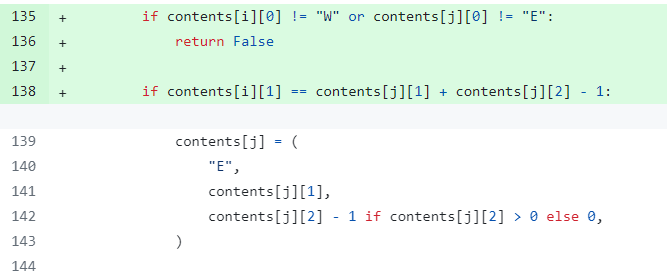 135 + if contents[i][0] != "W" or contents[j][0] != "E":
136 + return False
137 +
138 + if contents[i][1] == contents[j][1] + contents[j][2] - 1:
139 contents[j] = (
140 "E",
141 contents[j][1],
142 contents[j][2] - 1 if contents[j][2] > 0 else 0,
143 )
144